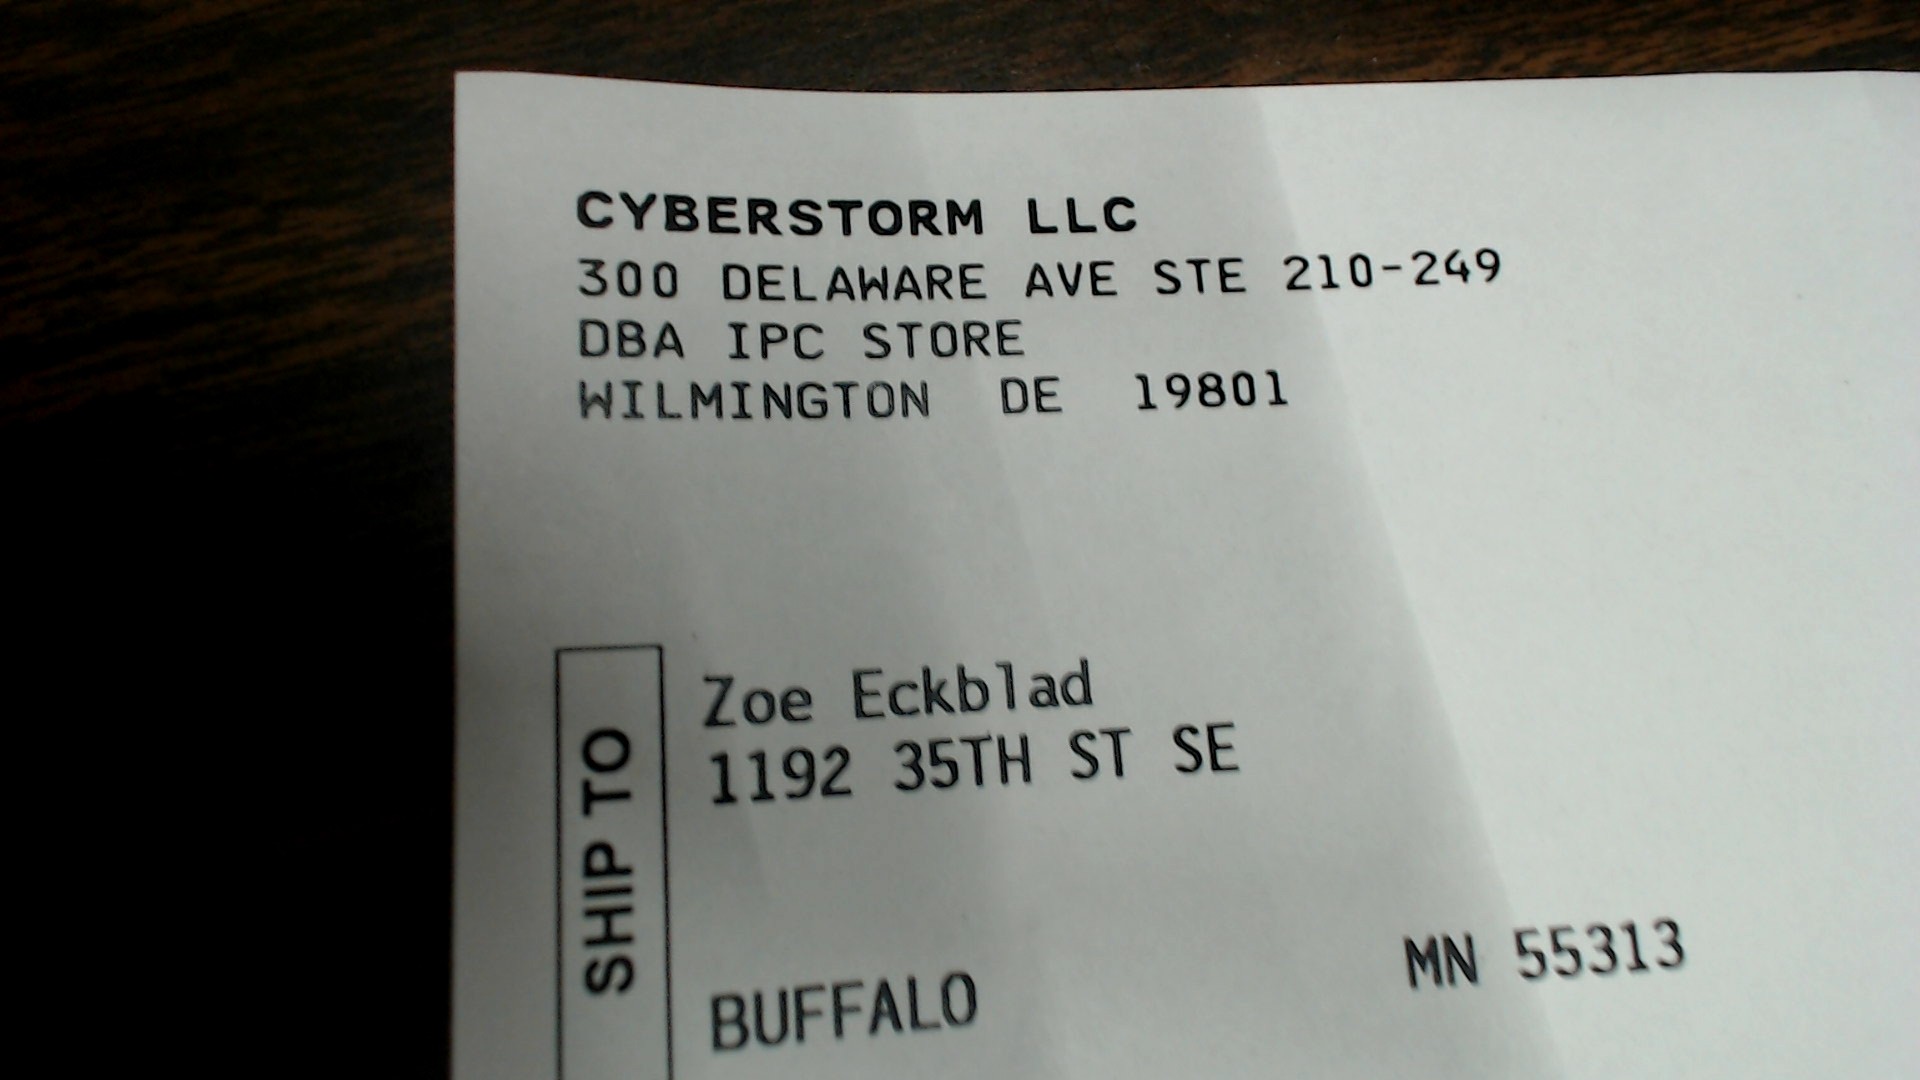 CYBERSTORM LLC
300 DELAWARE AVE STE 210-249
DBA IPC STORE
WILMINGTON DE 19801
SHIP TO
Zoe Eckblad
1192 35TH ST SE
BUFFALO MN 55313